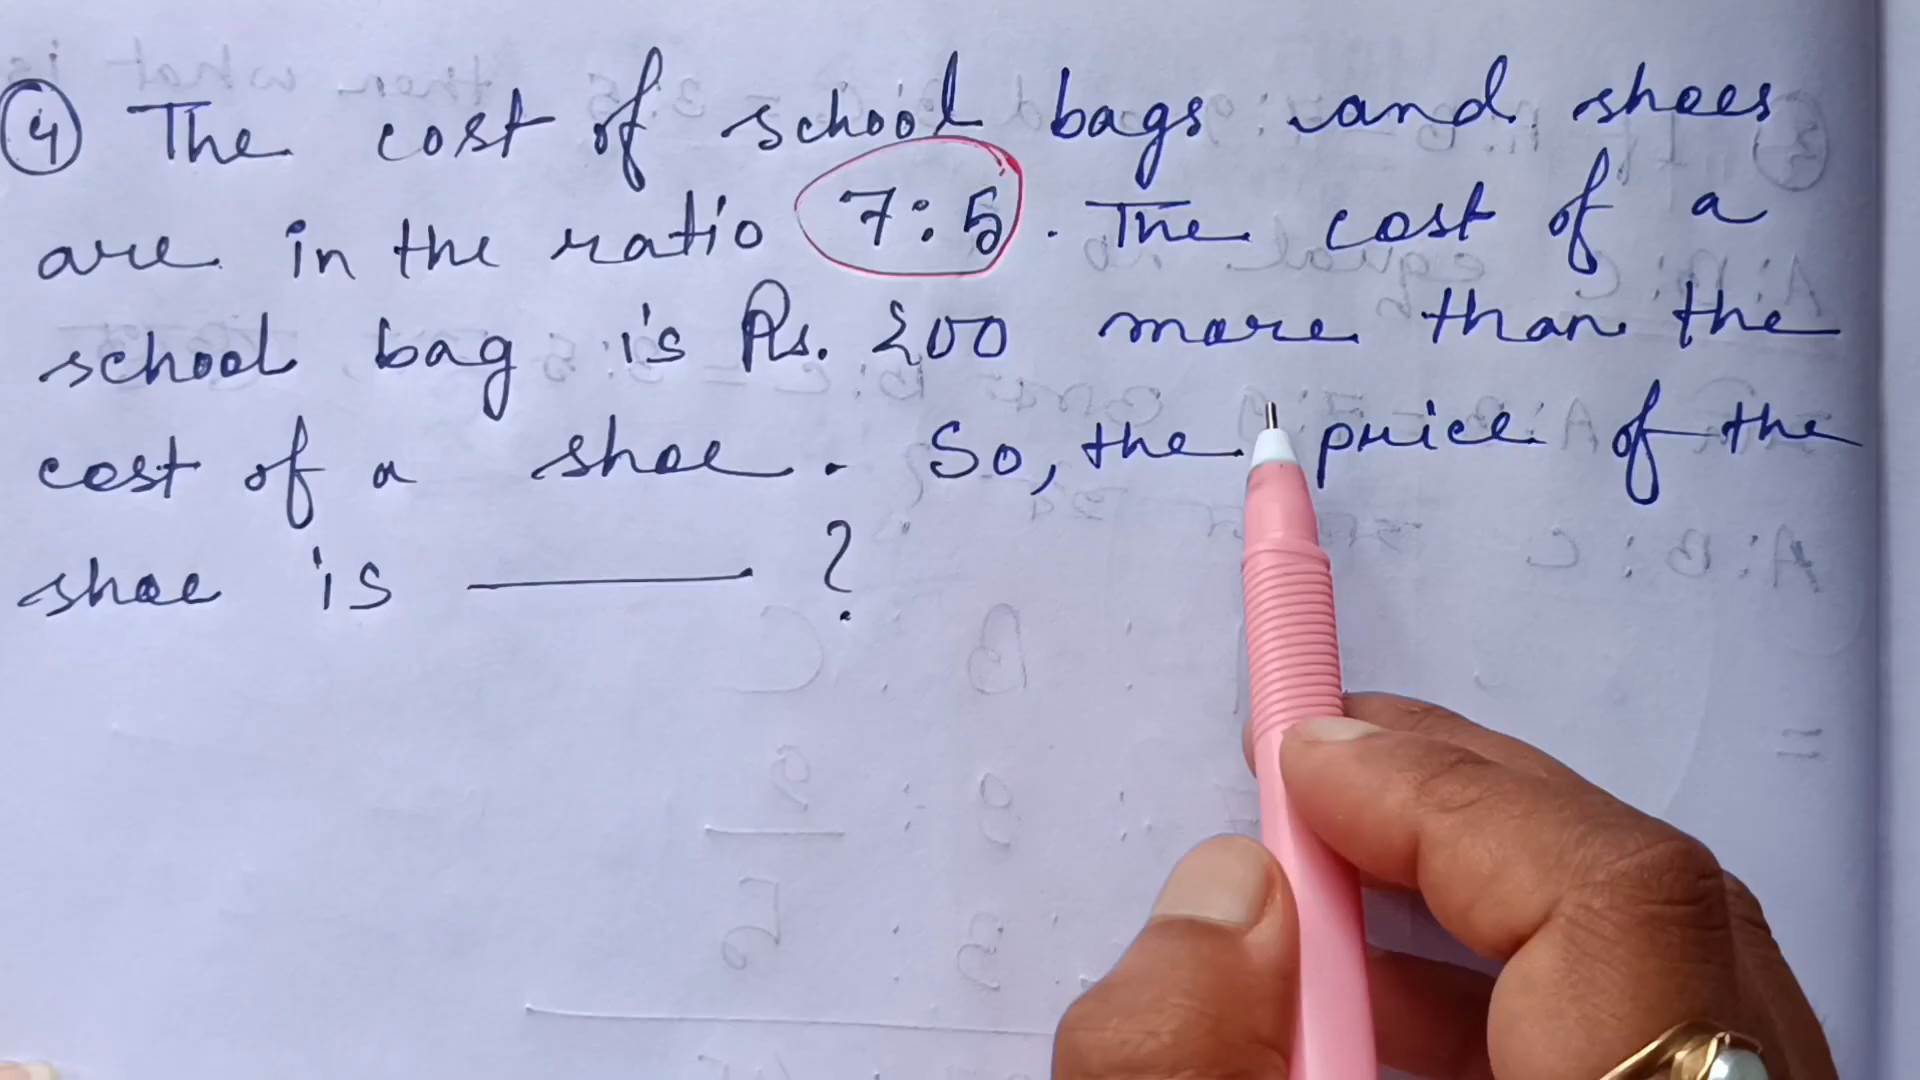 4 The cost of school bags and shoes
are in the ratio 7:5. The cost of a
school bag is Rs. 200 more than the
cost of a shoe. So, the price of the
shoe is ______ ?